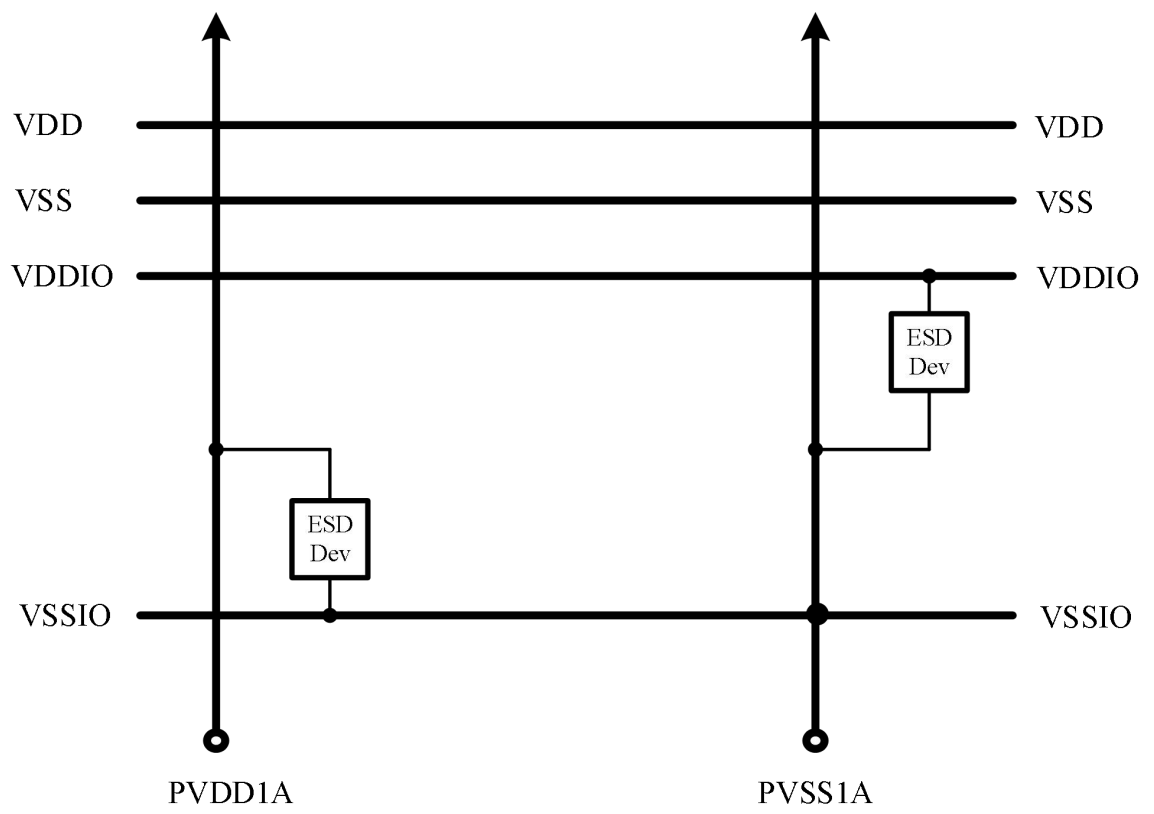 VDD VDD
VSS VSS
VDDIO VDDIO
ESD
Dev
ESD
Dev
VSSIO VSSIO
PVDD1A PVSS1A